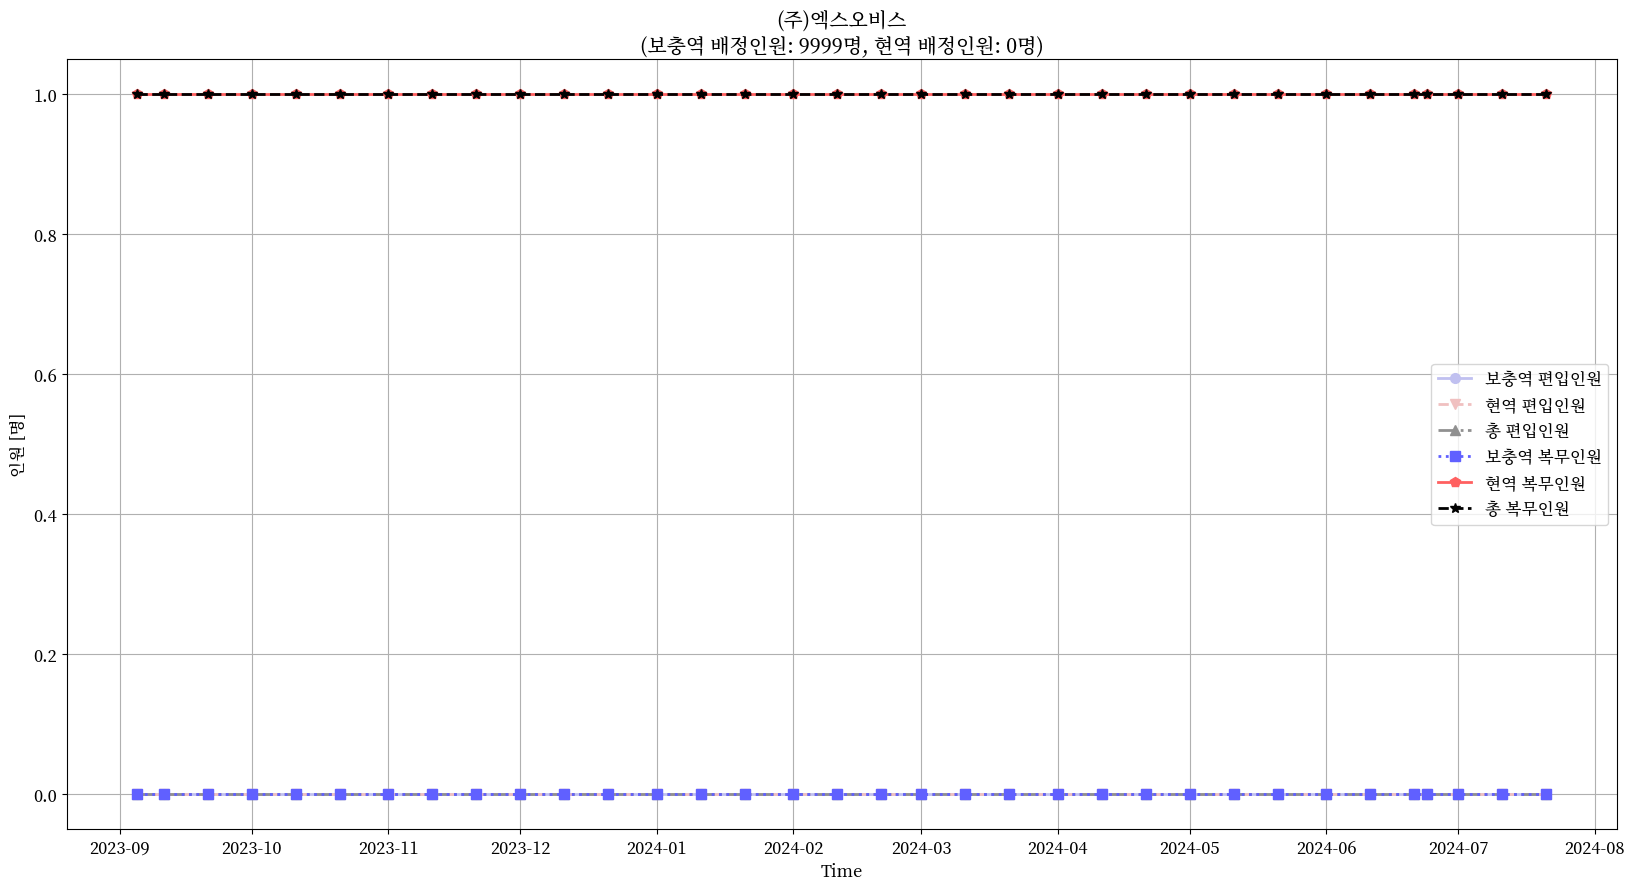 (주)엑스오비스
(보충역 배정인원: 9999명, 현역 배정인원: 0명)
1.0
0.8
0.6
0.4
0.2
0.0
인원 [명]
보충역 편입인원
현역 편입인원
총 편입인원
보충역 복무인원
현역 복무인원
총 복무인원
2023-09 2023-10 2023-11 2023-12 2024-01 2024-02 2024-03 2024-04 2024-05 2024-06 2024-07 2024-08
Time